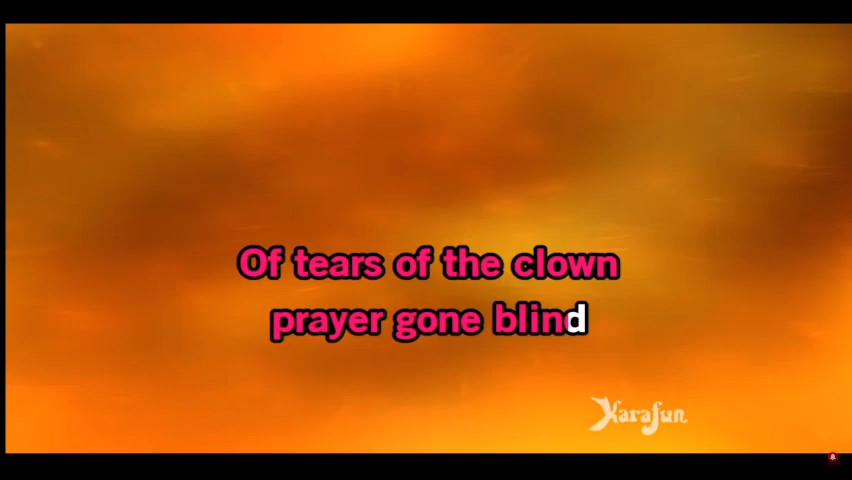 Of tears of the clown
prayer gone blind
Karafun